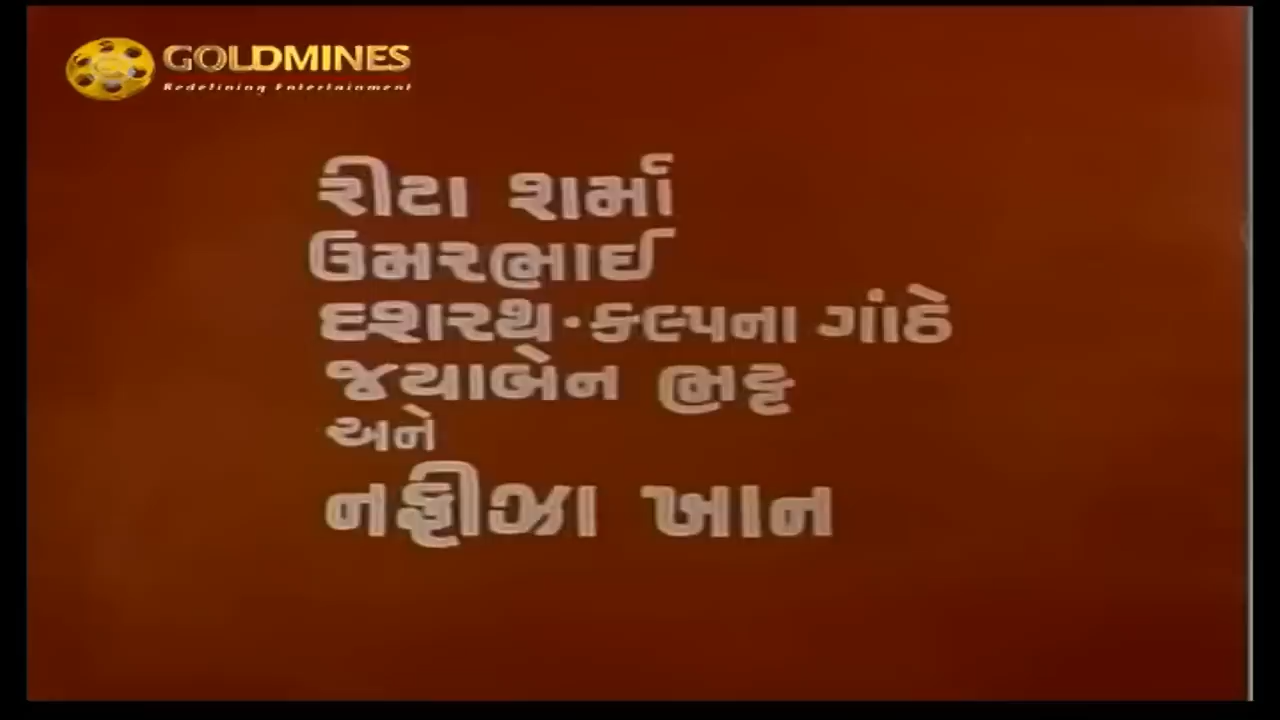 GOLDMINES
Redefining Entertainment
રીટા શર્મા
ઉમરભાઈ
દશરથ · કલ્પના ગાંઠે
જયાબેન ભટ્ટ
અને
નફીઝા ખાન